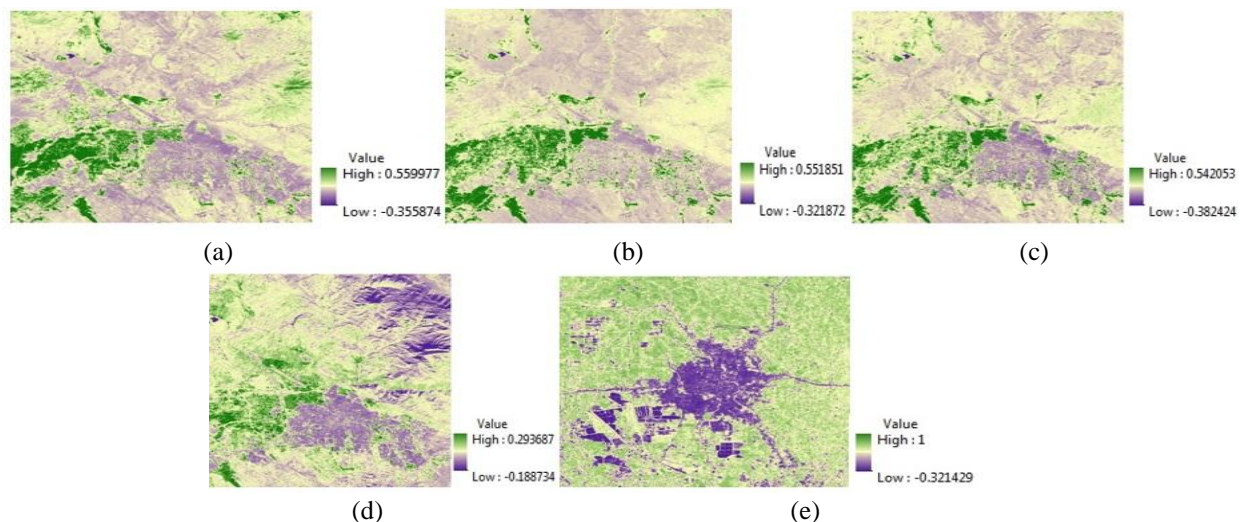 Value
High : 0.559977
Low : -0.355874
(a)
Value
High : 0.551851
Low : -0.321872
(b)
Value
High : 0.542053
Low : -0.382424
(c)
Value
High : 0.293687
Low : -0.188734
(d)
Value
High : 1
Low : -0.321429
(e)